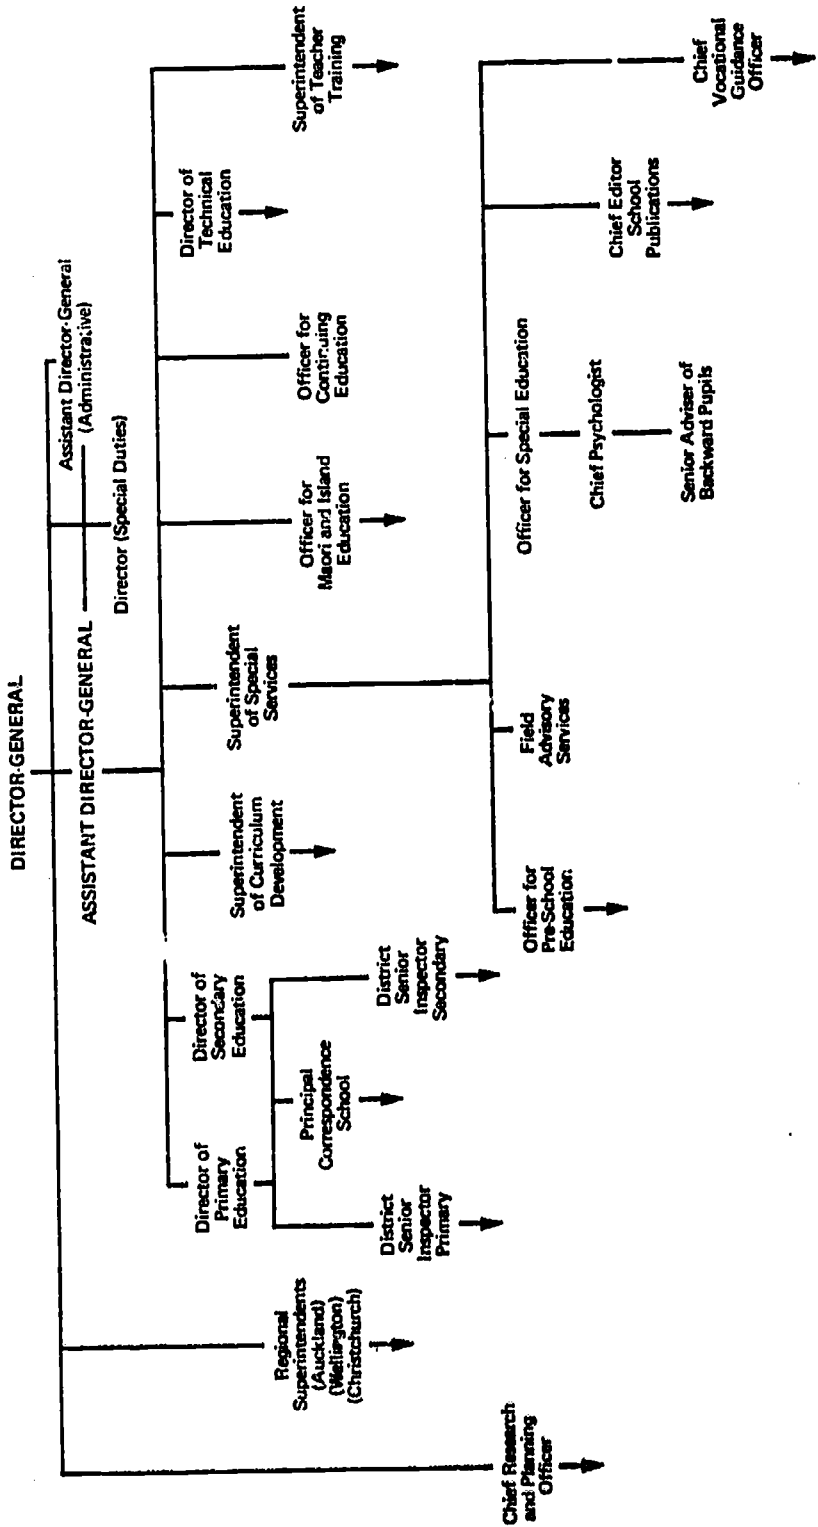 DIRECTOR-GENERAL
Assistant Director-General
(Administrative)
ASSISTANT DIRECTOR-GENERAL
Director (Special Duties)
Chief Research
and Planning
Officer
Regional
Superintendents
(Auckland)
(Wellington)
(Christchurch)
Director of
Primary
Education
Director of
Secondary
Education
District
Senior
Inspector
Primary
Principal
Correspondence
School
District
Senior
Inspector
Secondary
Superintendent
of Curriculum
Development
Superintendent
of Special
Services
Officer for
Maori and Island
Education
Officer for
Continuing
Education
Director of
Technical
Education
Superintendent
of Teacher
Training
Officer for
Pre-School
Education
Field
Advisory
Services
Officer for Special Education
Chief Psychologist
Senior Adviser of
Backward Pupils
Chief Editor
School
Publications
Chief
Vocational
Guidance
Officer